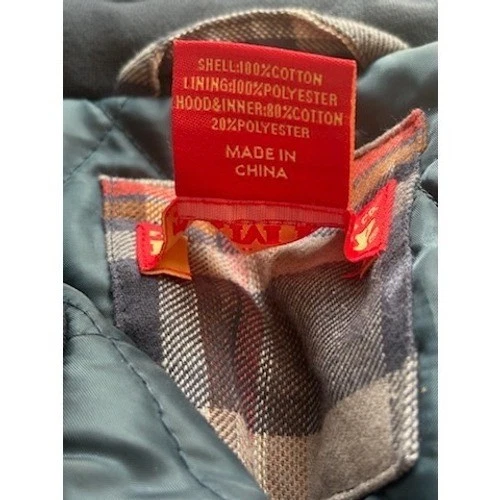 SHELL:100%COTTON
LINING:100%POLYESTER
HOOD&INNER:80%COTTON
20%POLYESTER
MADE IN
CHINA